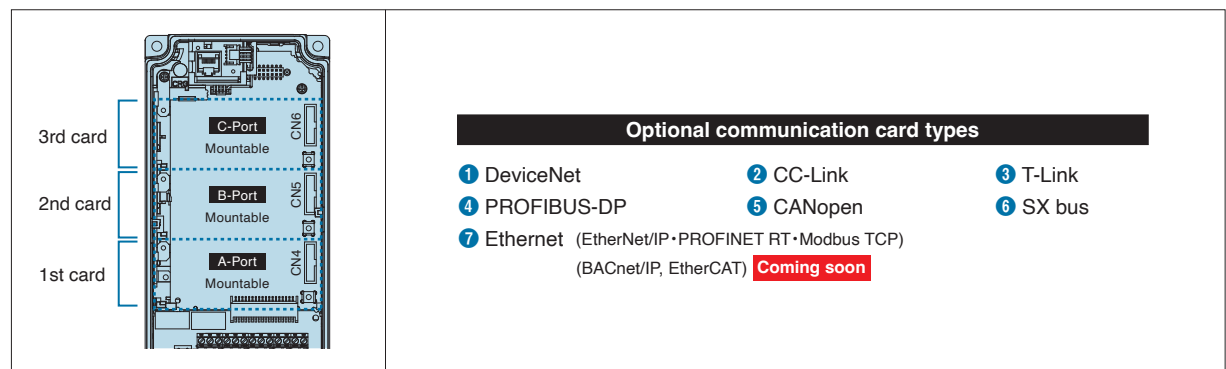 CRG
3rd card
C-Port
Mountable
CN6
2nd card
B-Port
Mountable
CN5
1st card
A-Port
Mountable
CN4
Optional communication card types
1 DeviceNet 2 CC-Link 3 T-Link
4 PROFIBUS-DP 5 CANopen 6 SX bus
7 Ethernet (EtherNet/IP・PROFINET RT・Modbus TCP)
(BACnet/IP, EtherCAT) Coming soon